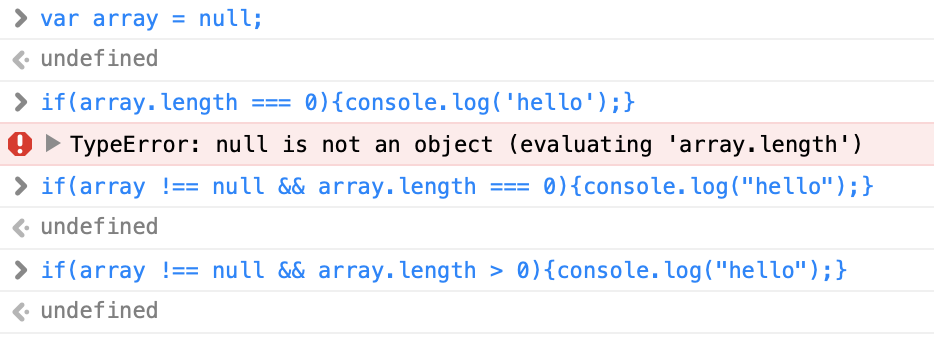 var array = null;
undefined
if(array.length === 0){console.log('hello');}
TypeError: null is not an object (evaluating 'array.length')
if(array !== null && array.length === 0){console.log("hello");}
undefined
if(array !== null && array.length > 0){console.log("hello");}
undefined